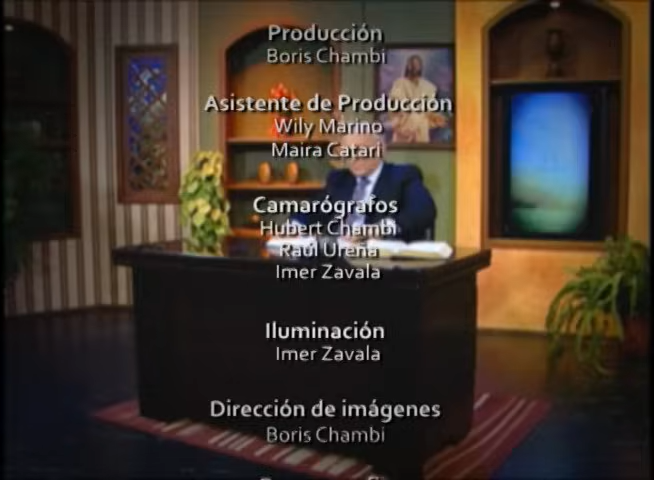 Producción
Boris Chambi
Asistente de Producción
Wily Marino
Maira Catari
Camarógrafos
Hubert Chambi
Raúl Ureña
Imer Zavala
Iluminación
Imer Zavala
Dirección de imágenes
Boris Chambi